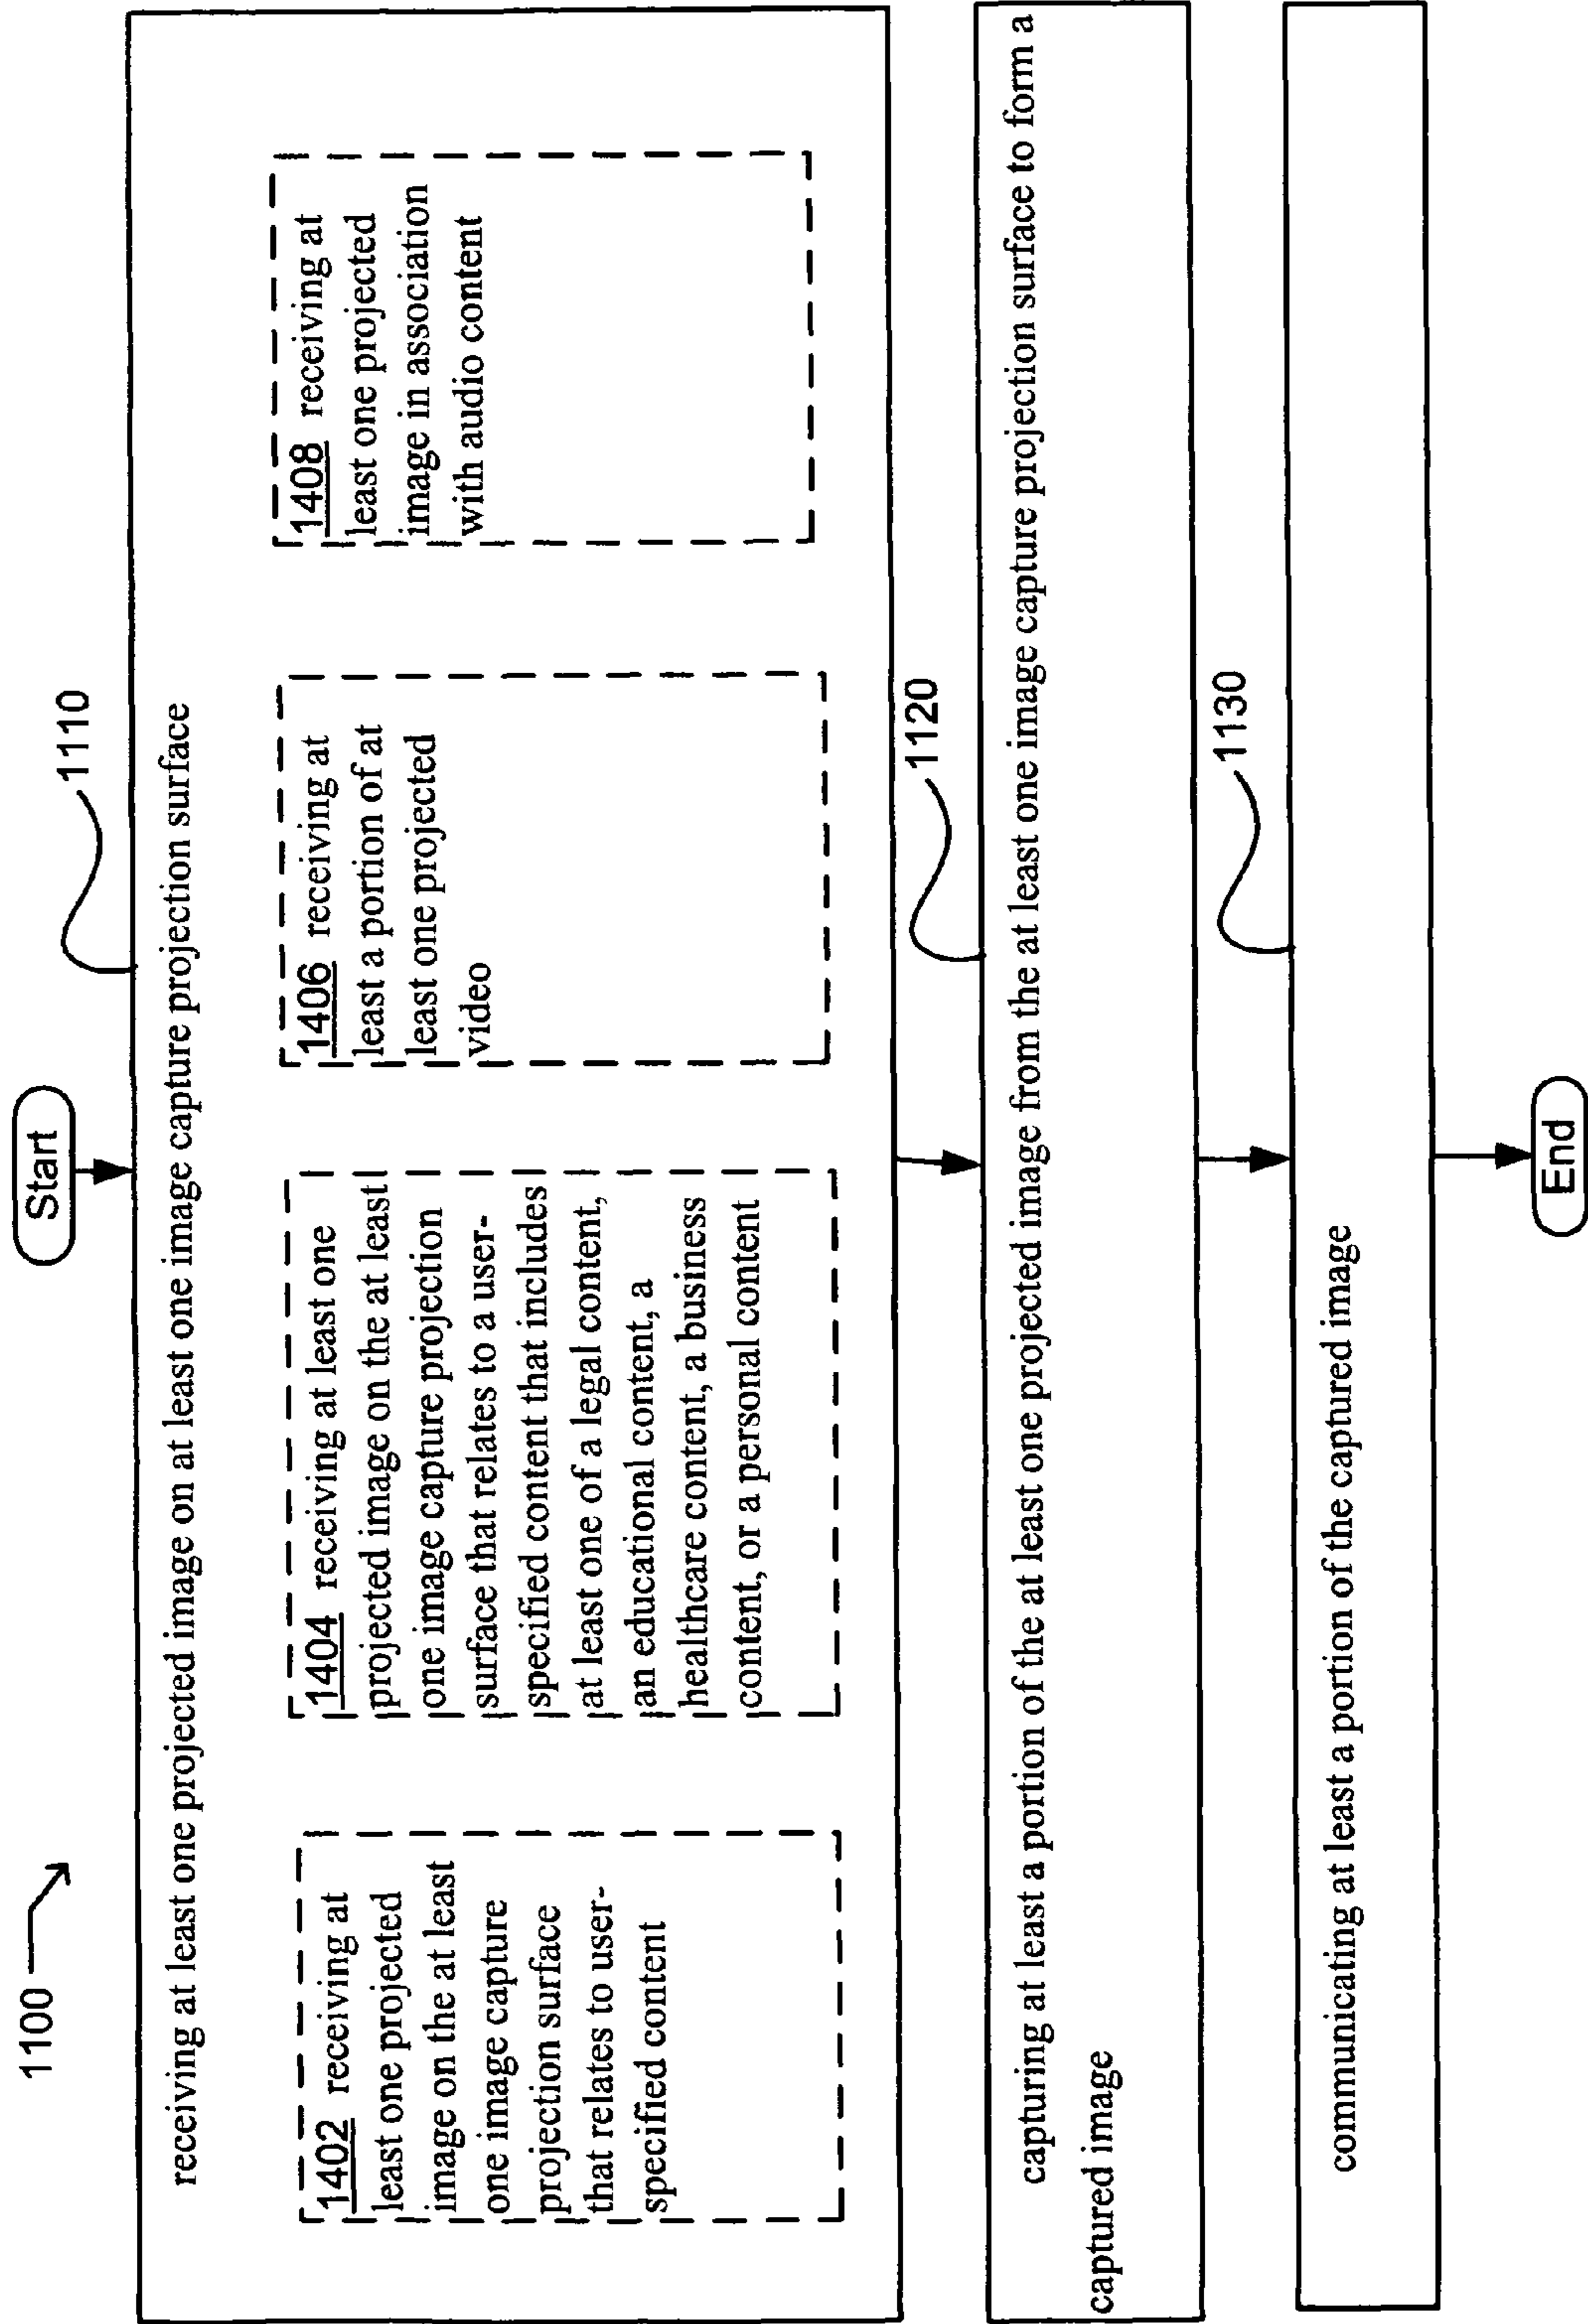 1100
Start
1110
receiving at least one projected image on at least one image capture projection surface
1402 receiving at
least one projected
image on the at least
one image capture
projection surface
that relates to user-
specified content
1404 receiving at least one
projected image on the at least
one image capture projection
surface that relates to a user-
specified content that includes
at least one of a legal content,
an educational content, a
healthcare content, a business
content, or a personal content
1406 receiving at
least a portion of at
least one projected
video
1408 receiving at
least one projected
image in association
with audio content
1120
capturing at least a portion of the at least one projected image from the at least one image capture projection surface to form a
captured image
1130
communicating at least a portion of the captured image
End